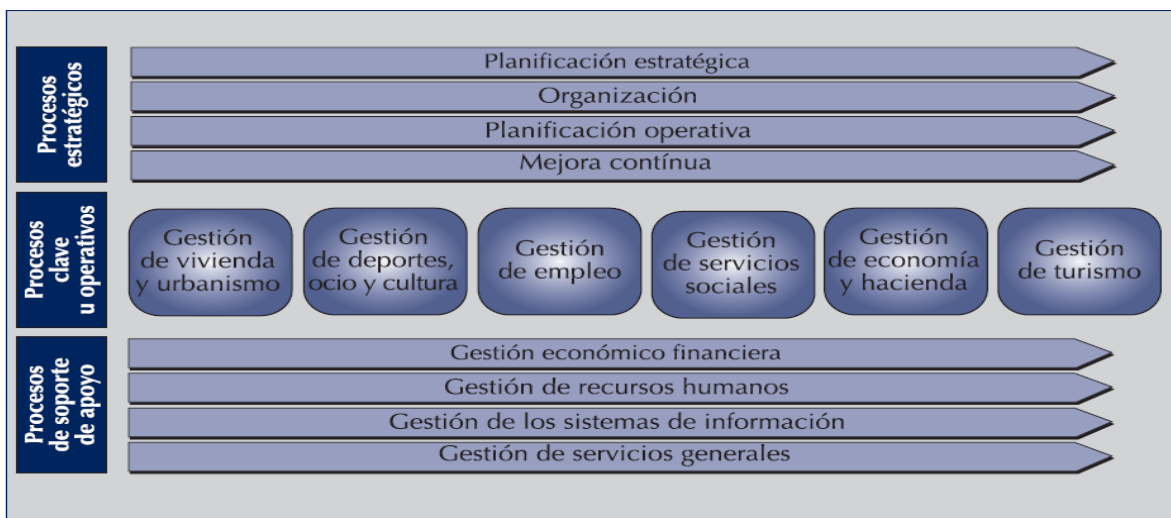 Procesos
estratégicos
Planificación estratégica
Organización
Planificación operativa
Mejora contínua
Procesos
clave
u operativos
Gestión
de vivienda
y urbanismo
Gestión
de deportes,
ocio y cultura
Gestión
de empleo
Gestión
de servicios
sociales
Gestión
de economía
y hacienda
Gestión
de turismo
Procesos
de soporte
de apoyo
Gestión económico financiera
Gestión de recursos humanos
Gestión de los sistemas de información
Gestión de servicios generales